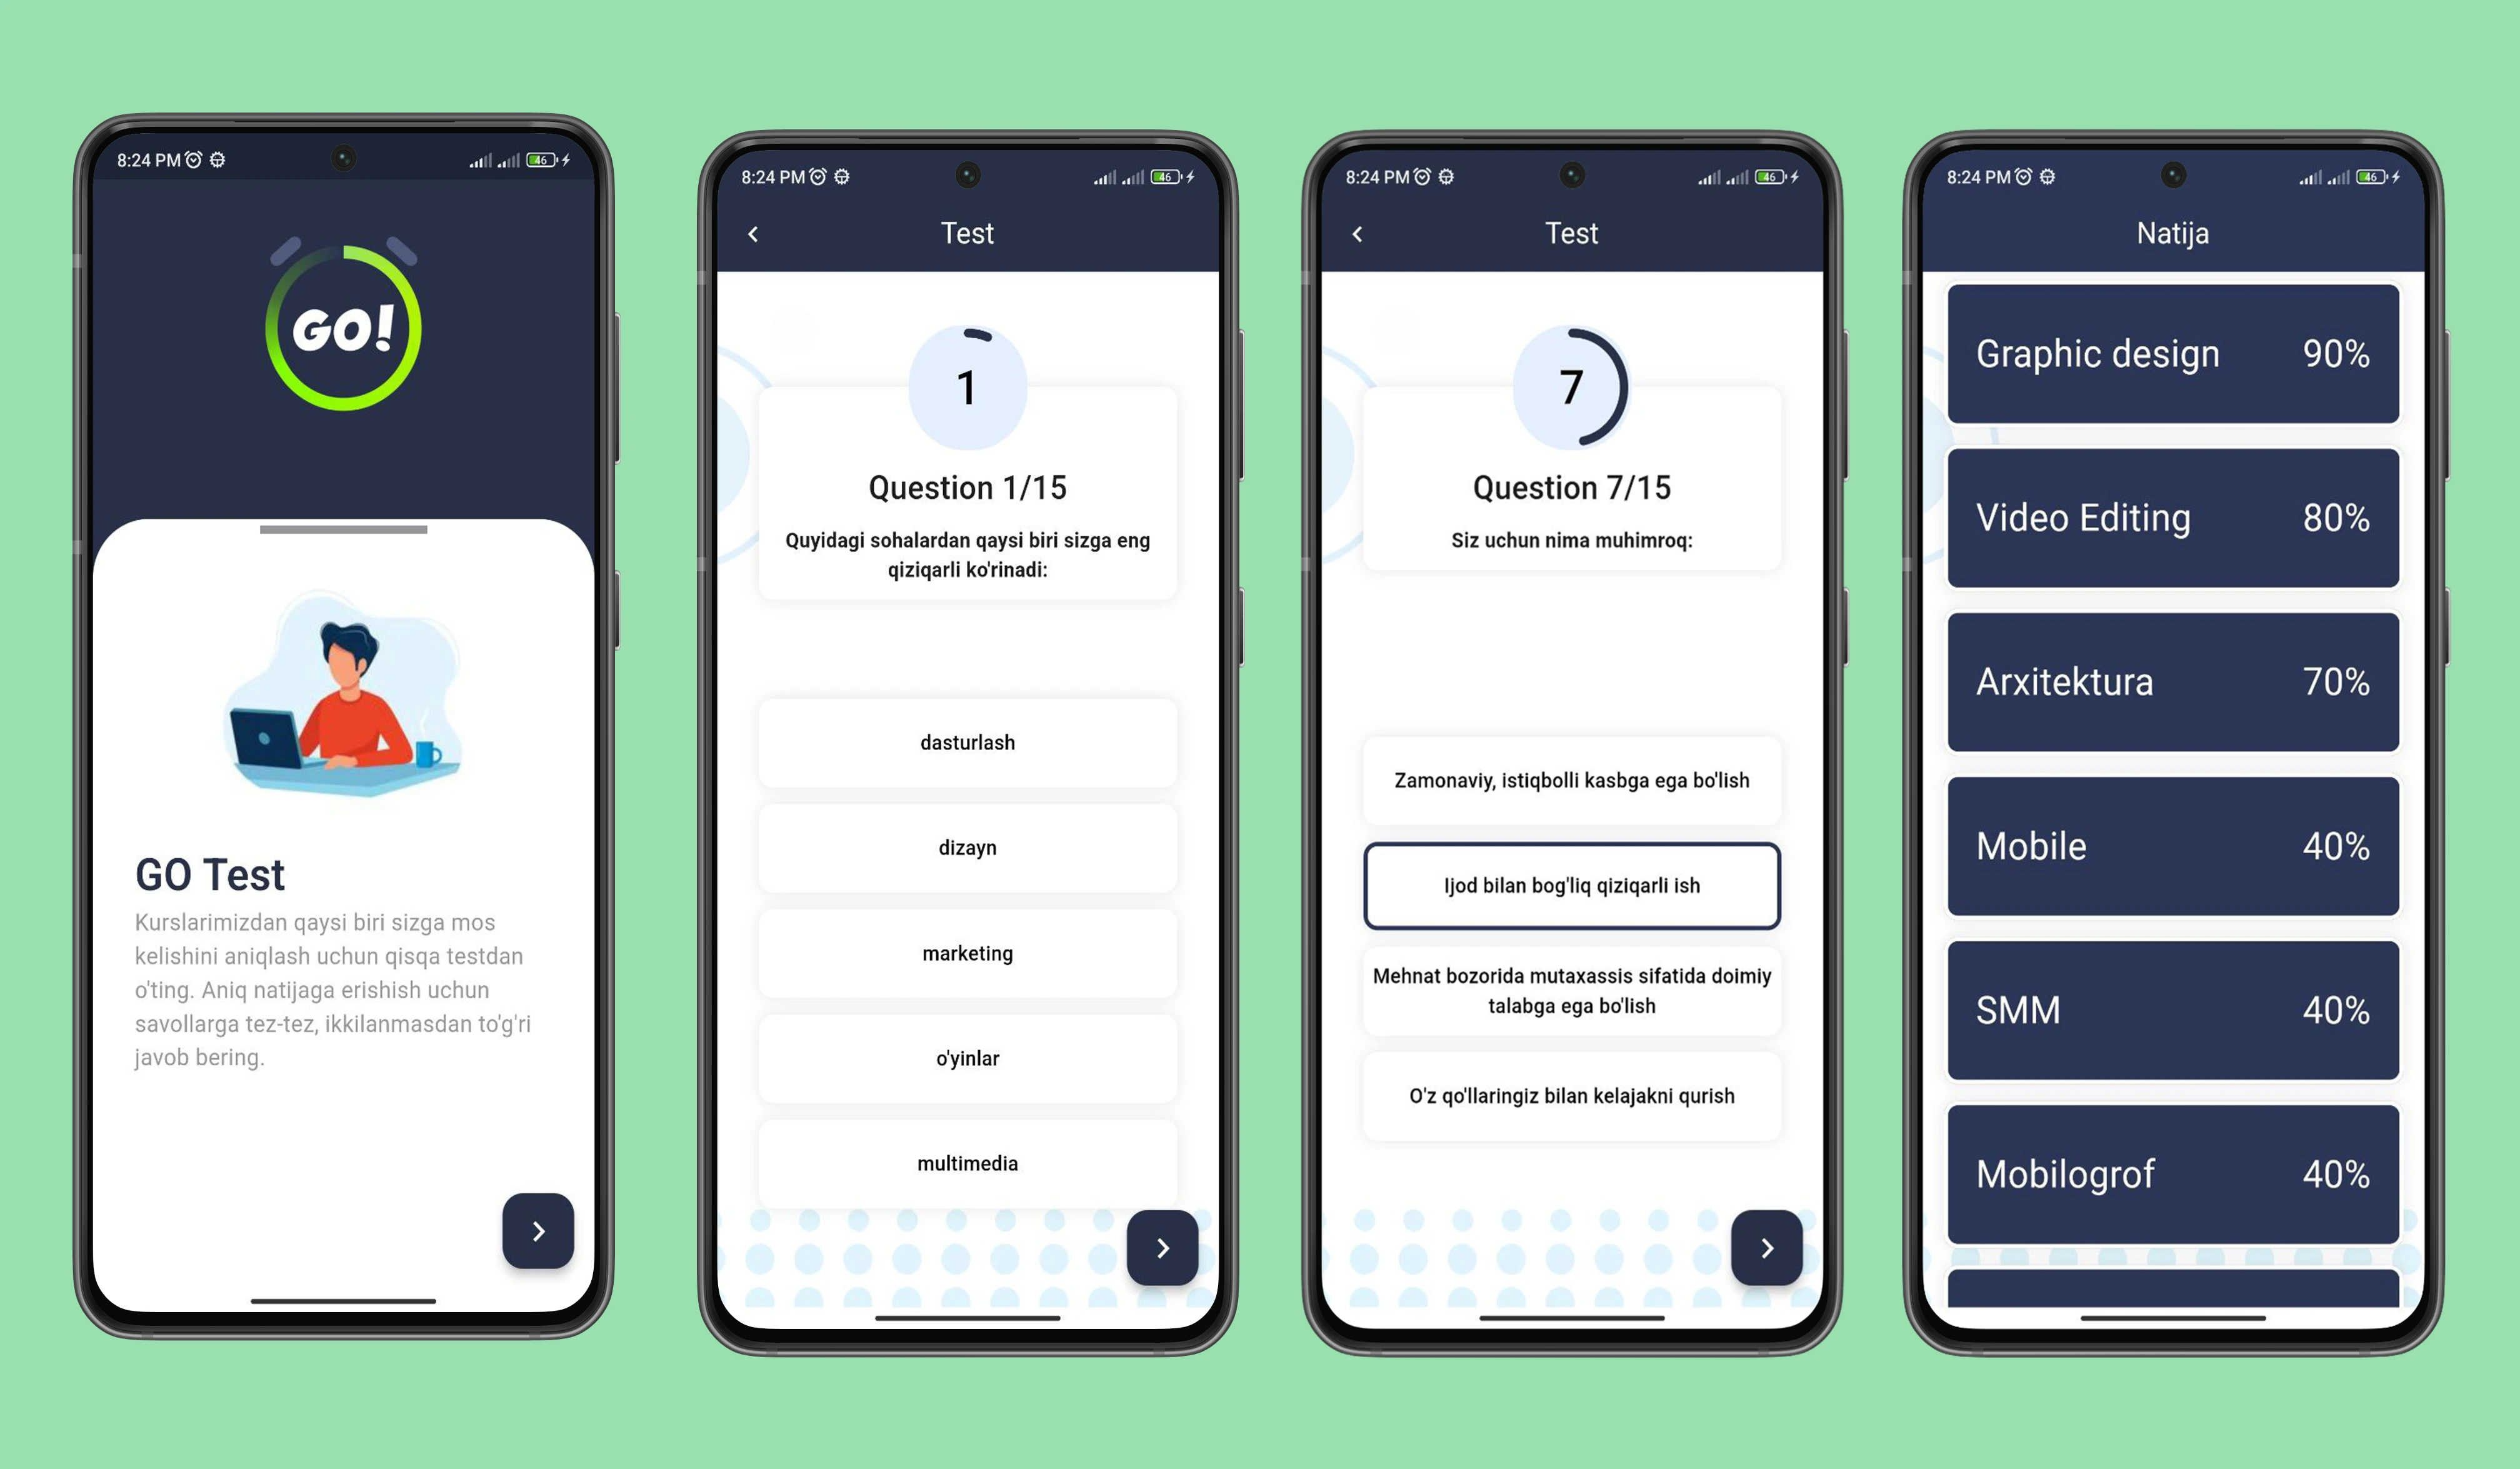 8:24 PM
46
GO!
GO Test
Kurslarimizdan qaysi biri sizga mos
kelishini aniqlash uchun qisqa testdan
o'ting. Aniq natijaga erishish uchun
savollarga tez-tez, ikkilanmasdan to'g'ri
javob bering.
8:24 PM
46
Test
1
Question 1/15
Quyidagi sohalardan qaysi biri sizga eng
qiziqarli ko'rinadi:
dasturlash
dizayn
marketing
o'yinlar
multimedia
8:24 PM
46
Test
7
Question 7/15
Siz uchun nima muhimroq:
Zamonaviy, istiqbolli kasbga ega bo'lish
Ijod bilan bog'liq qiziqarli ish
Mehnat bozorida mutaxassis sifatida doimiy
talabga ega bo'lish
O'z qo'llaringiz bilan kelajakni qurish
8:24 PM
46
Natija
Graphic design 90%
Video Editing 80%
Arxitektura 70%
Mobile 40%
SMM 40%
Mobilogrof 40%